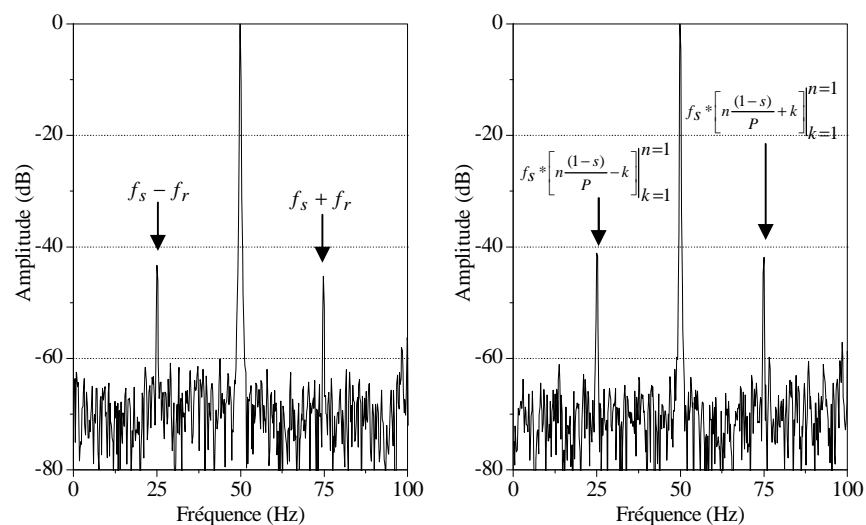 0
-20
-40
-60
-80
Amplitude (dB)
f_s − f_r
f_s + f_r
0 25 50 75 100
Fréquence (Hz)
0
-20
-40
-60
-80
Amplitude (dB)
f_s*[n (1−s)/P − k]|n=1 k=1
f_s*[n (1−s)/P + k]|n=1 k=1
0 25 50 75 100
Fréquence (Hz)